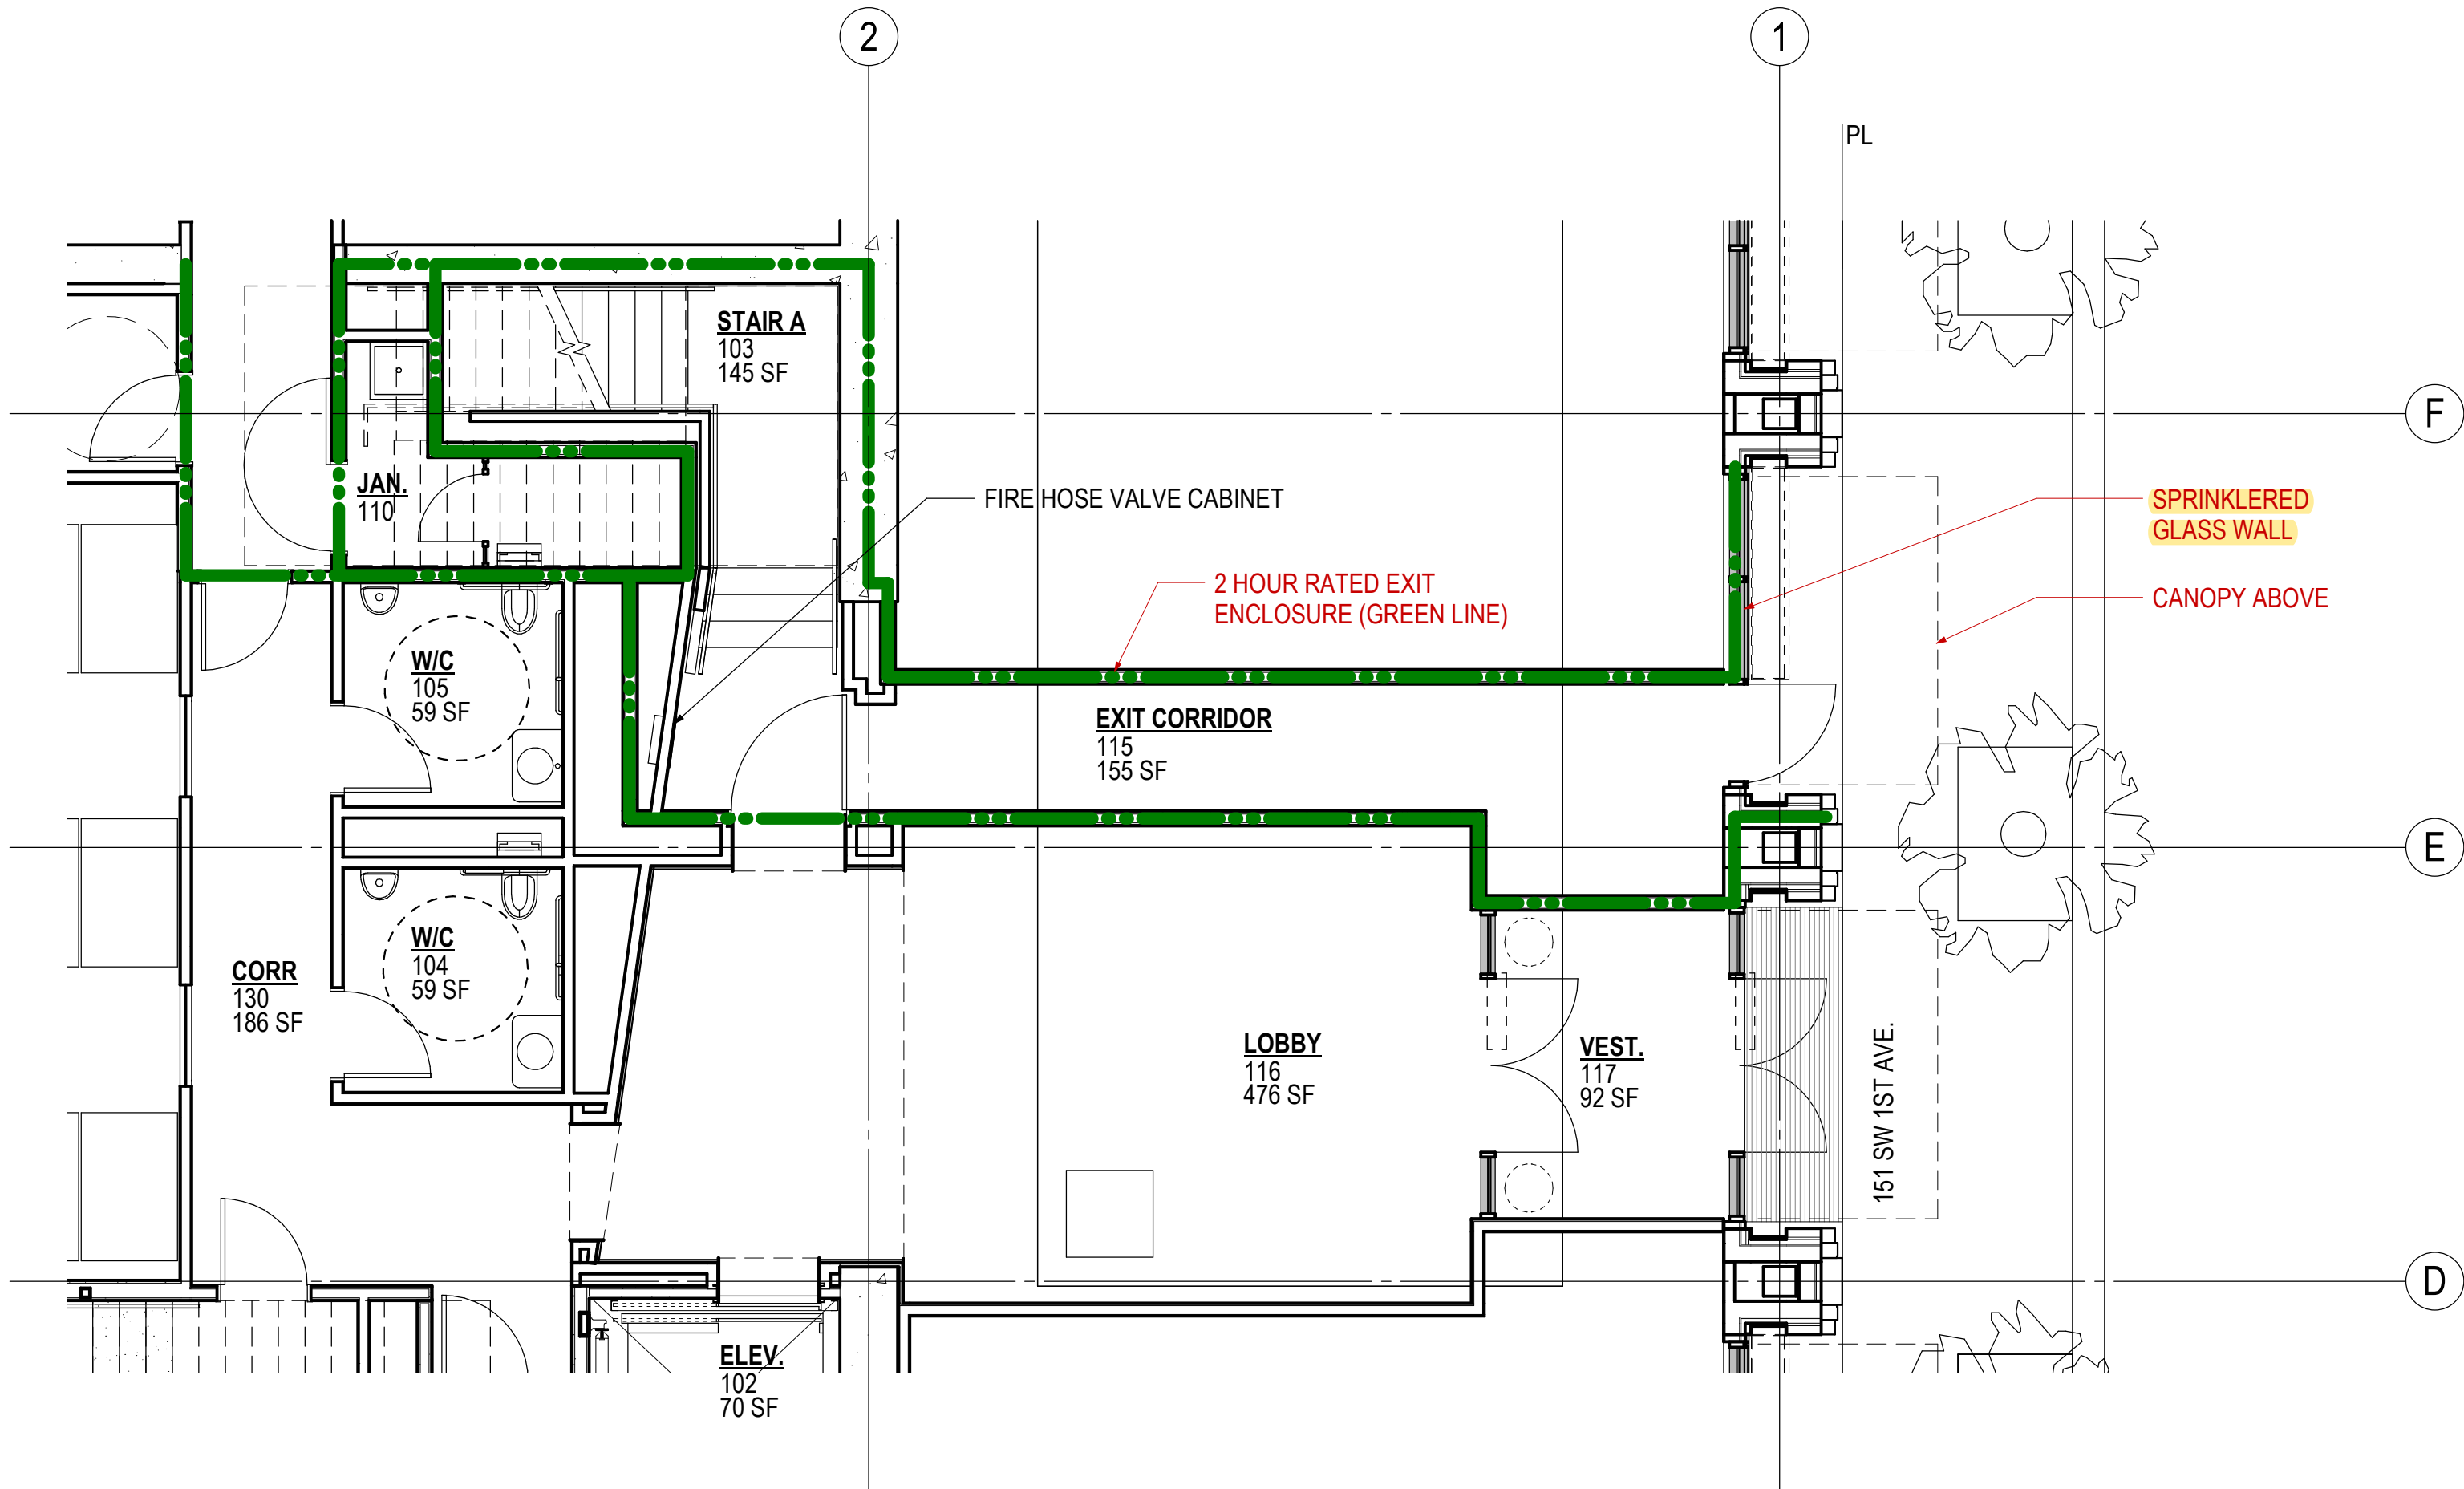 2
1
PL
STAIR A
103
145 SF
F
JAN.
110
FIRE HOSE VALVE CABINET
SPRINKLERED
GLASS WALL
2 HOUR RATED EXIT
ENCLOSURE (GREEN LINE)
CANOPY ABOVE
W/C
105
59 SF
EXIT CORRIDOR
115
155 SF
E
W/C
104
59 SF
CORR
130
186 SF
LOBBY
116
476 SF
VEST.
117
92 SF
151 SW 1ST AVE.
D
ELEV.
102
70 SF